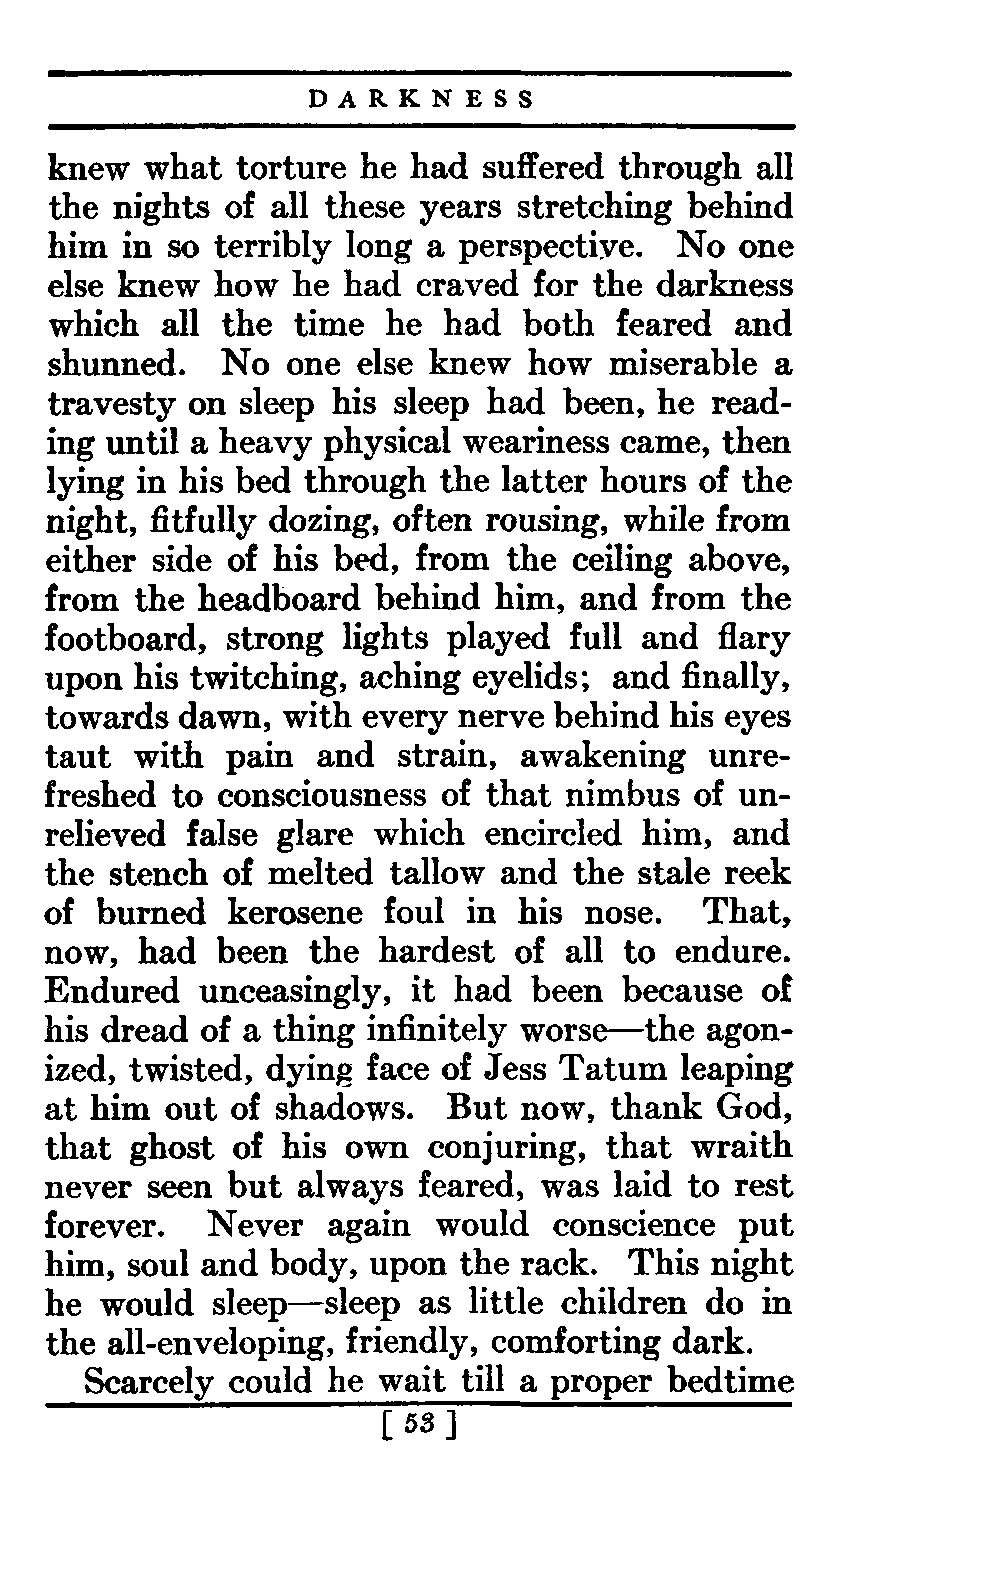 DARKNESS
knew what torture he had suffered through all
the nights of all these years stretching behind
him in so terribly long a perspective. No one
else knew how he had craved for the darkness
which all the time he had both feared and
shunned. No one else knew how miserable a
travesty on sleep his sleep had been, he read-
ing until a heavy physical weariness came, then
lying in his bed through the latter hours of the
night, fitfully dozing, often rousing, while from
either side of his bed, from the ceiling above,
from the headboard behind him, and from the
footboard, strong lights played full and flary
upon his twitching, aching eyelids; and finally,
towards dawn, with every nerve behind his eyes
taut with pain and strain, awakening unre-
freshed to consciousness of that nimbus of un-
relieved false glare which encircled him, and
the stench of melted tallow and the stale reek
of burned kerosene foul in his nose. That,
now, had been the hardest of all to endure.
Endured unceasingly, it had been because of
his dread of a thing infinitely worse—the agon-
ized, twisted, dying face of Jess Tatum leaping
at him out of shadows. But now, thank God,
that ghost of his own conjuring, that wraith
never seen but always feared, was laid to rest
forever. Never again would conscience put
him, soul and body, upon the rack. This night
he would sleep—sleep as little children do in
the all-enveloping, friendly, comforting dark.
Scarcely could he wait till a proper bedtime
[ 53 ]